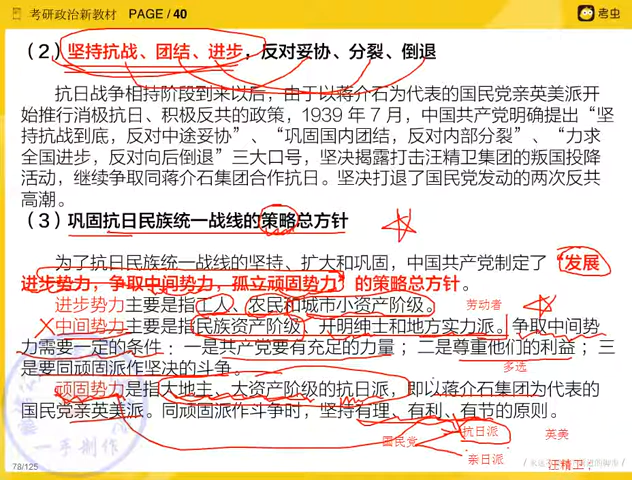 考研政治新教材 PAGE / 40
考虫
（2）坚持抗战、团结、进步，反对妥协、分裂、倒退
抗日战争相持阶段到来以后，由于以蒋介石为代表的国民党亲英美派开
始推行消极抗日、积极反共的政策，1939 年 7 月，中国共产党明确提出“坚
持抗战到底，反对中途妥协”、“巩固国内团结，反对内部分裂”、“力求
全国进步，反对向后倒退”三大口号，坚决揭露打击汪精卫集团的叛国投降
活动，继续争取同蒋介石集团合作抗日。坚决打退了国民党发动的两次反共
高潮。
（3）巩固抗日民族统一战线的策略总方针
为了抗日民族统一战线的坚持、扩大和巩固，中国共产党制定了“发展
进步势力，争取中间势力，孤立顽固势力”的策略总方针。
进步势力主要是指工人、农民和城市小资产阶级。 劳动者
中间势力主要是指民族资产阶级、开明绅士和地方实力派。争取中间势
力需要一定的条件：一是共产党要有充足的力量；二是尊重他们的利益；三
是要同顽固派作坚决的斗争。 多选
顽固势力是指大地主、大资产阶级的抗日派，即以蒋介石集团为代表的
国民党亲英美派。同顽固派作斗争时，坚持有理、有利、有节的原则。
国民党 抗日派 英美
亲日派 汪精卫
一手制作
78/125